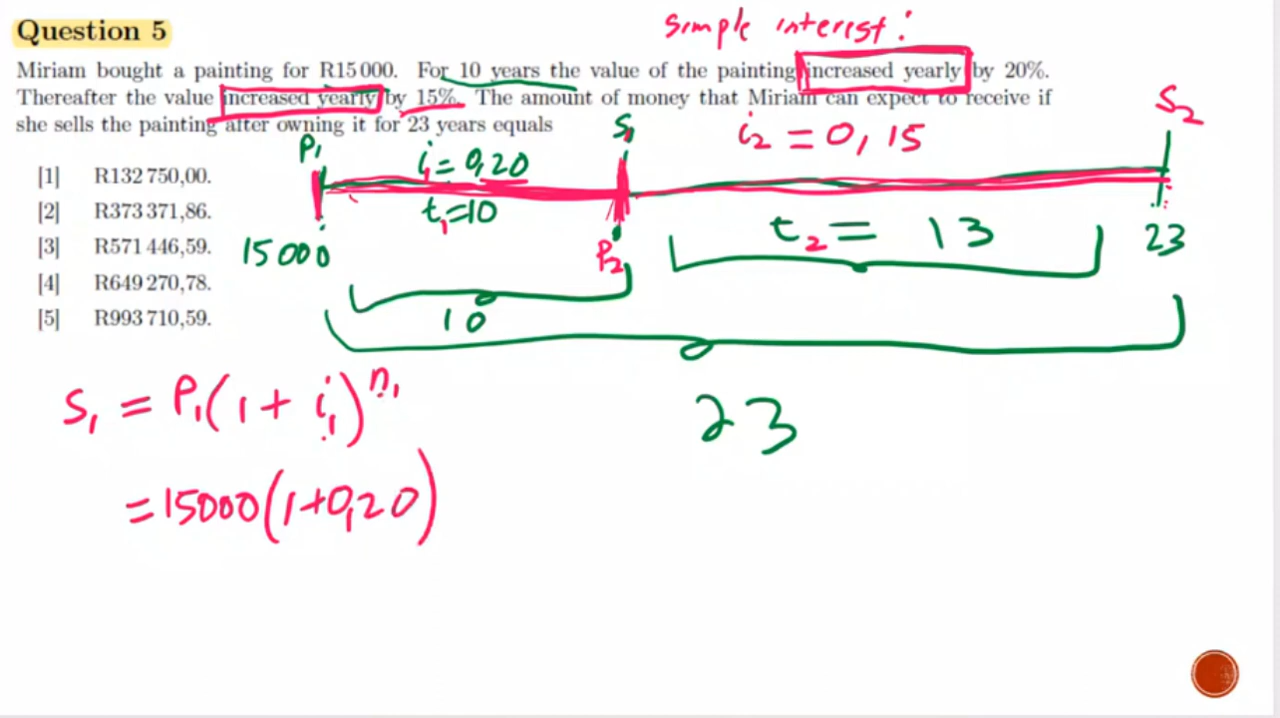 Question 5
simple interest:
Miriam bought a painting for R15 000. For 10 years the value of the painting increased yearly by 20%.
Thereafter the value increased yearly by 15%. The amount of money that Miriam can expect to receive if
she sells the painting after owning it for 23 years equals
P₁
i₁ = 0,20
S₁
i₂ = 0,15
S₂
[1] R132 750,00.
[2] R373 371,86.
[3] R571 446,59.
[4] R649 270,78.
[5] R993 710,59.
t₁=10
15000
P₂
t₂ = 13
23
10
23
S₁ = P₁(1 + i₁)ⁿ₁
=15000(1+0,20)